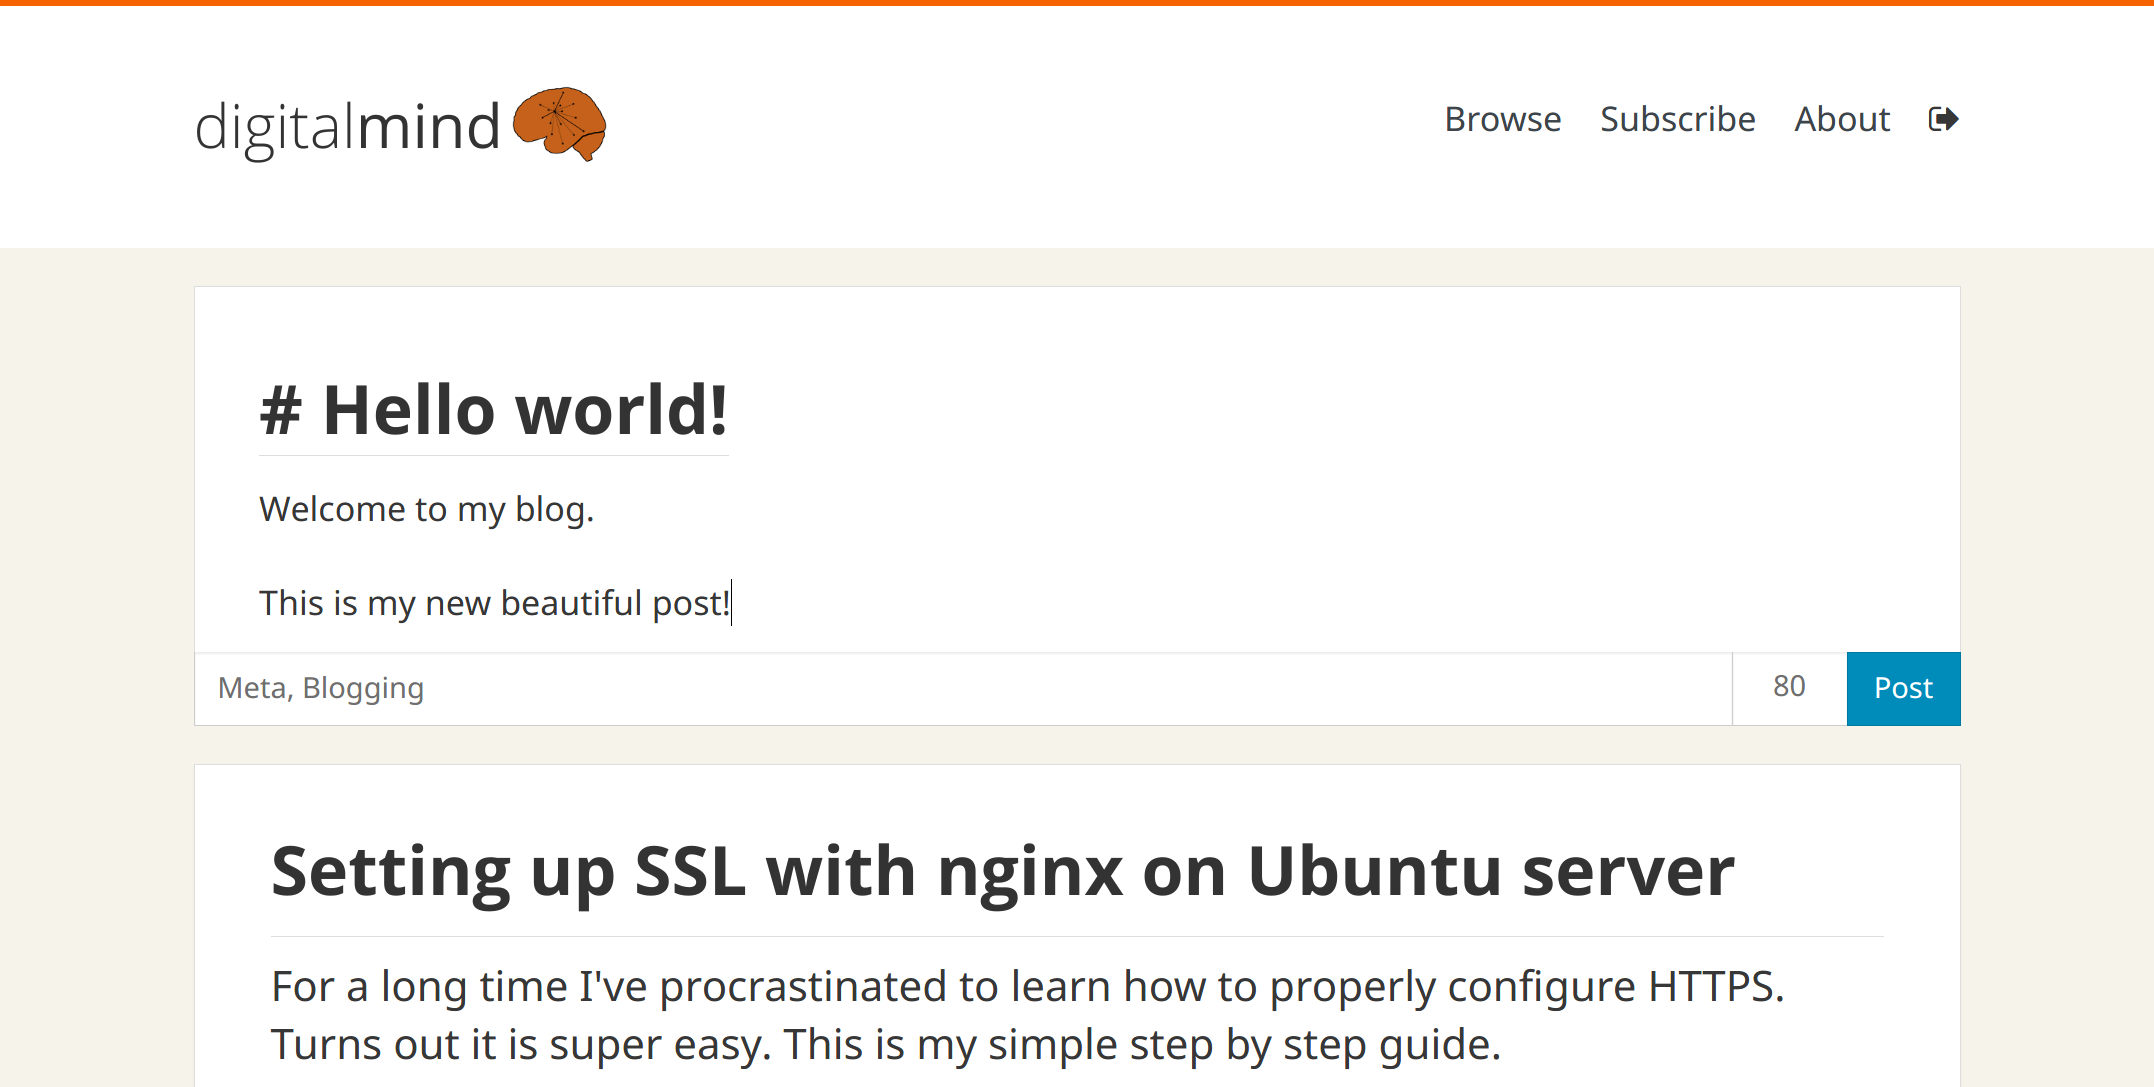 digitalmind
Browse Subscribe About
# Hello world!
Welcome to my blog.
This is my new beautiful post!
Meta, Blogging 80 Post
Setting up SSL with nginx on Ubuntu server
For a long time I've procrastinated to learn how to properly configure HTTPS.
Turns out it is super easy. This is my simple step by step guide.